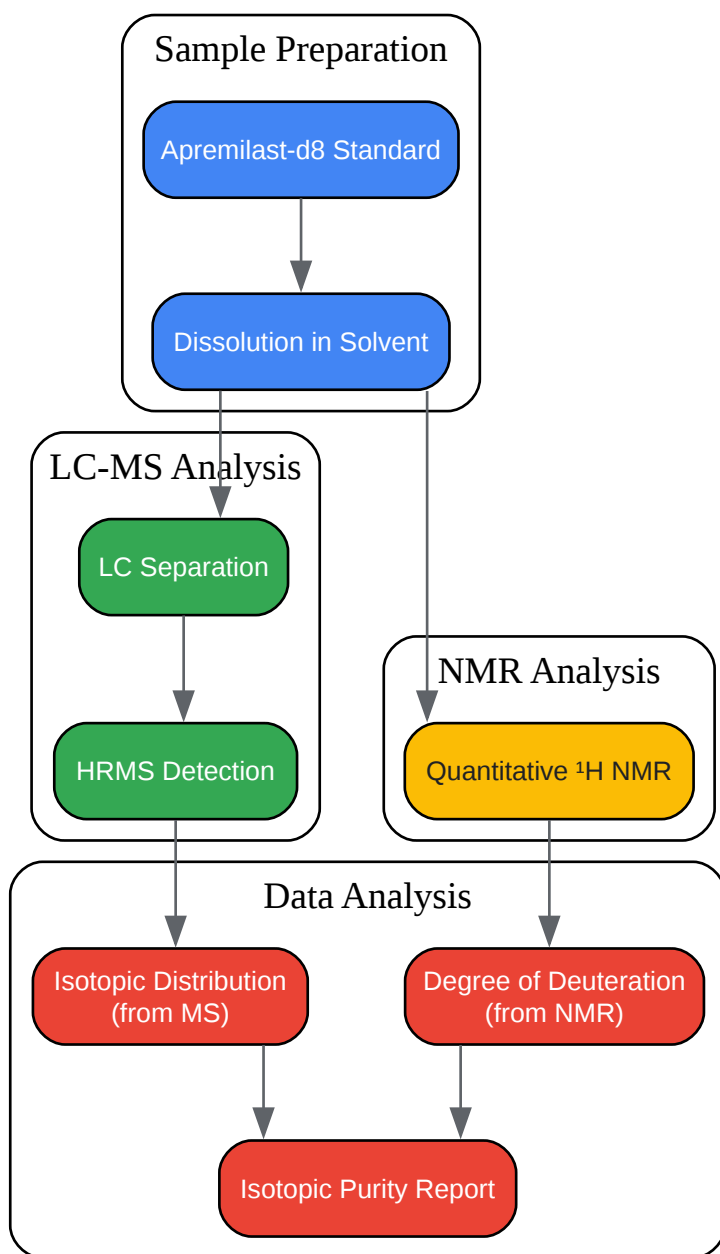 Sample Preparation
Apremilast-d8 Standard
Dissolution in Solvent
LC-MS Analysis
LC Separation
HRMS Detection
NMR Analysis
Quantitative ¹H NMR
Data Analysis
Isotopic Distribution
(from MS)
Degree of Deuteration
(from NMR)
Isotopic Purity Report